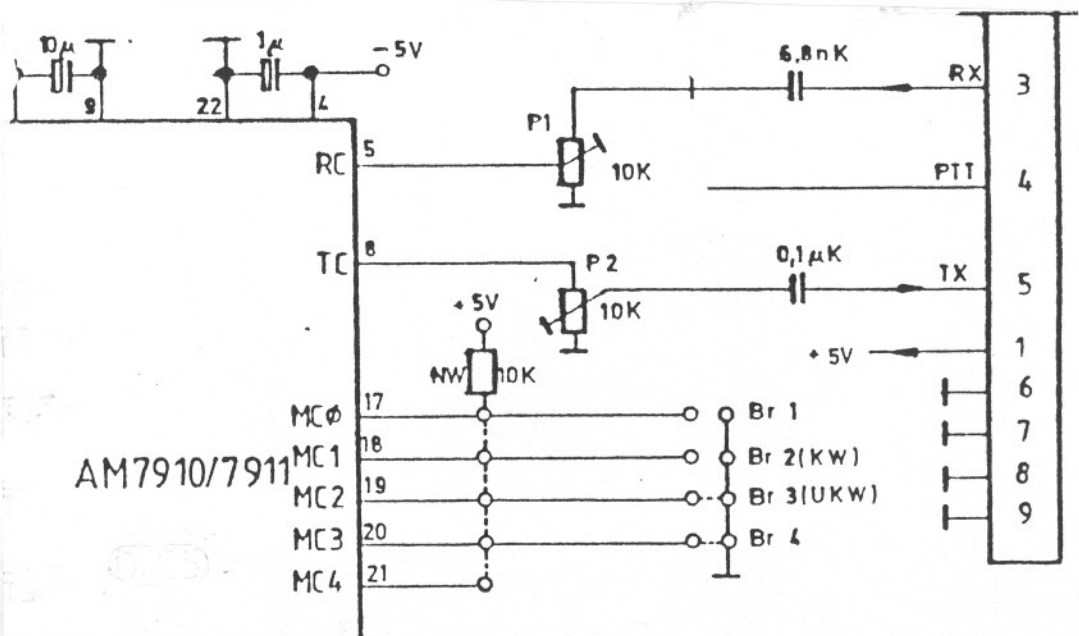 10µ
1µ
-5V
9
22
4
6,8nK
RX
3
P1
RC
5
10K
PTT
4
TC
8
P2
0,1µK
TX
5
10K
+5V
+5V
1
NW
10K
6
MCØ
17
Br 1
7
18
AM7910/7911
MC1
Br 2(KW)
8
MC2
19
Br 3(UKW)
9
MC3
20
Br 4
MC4
21